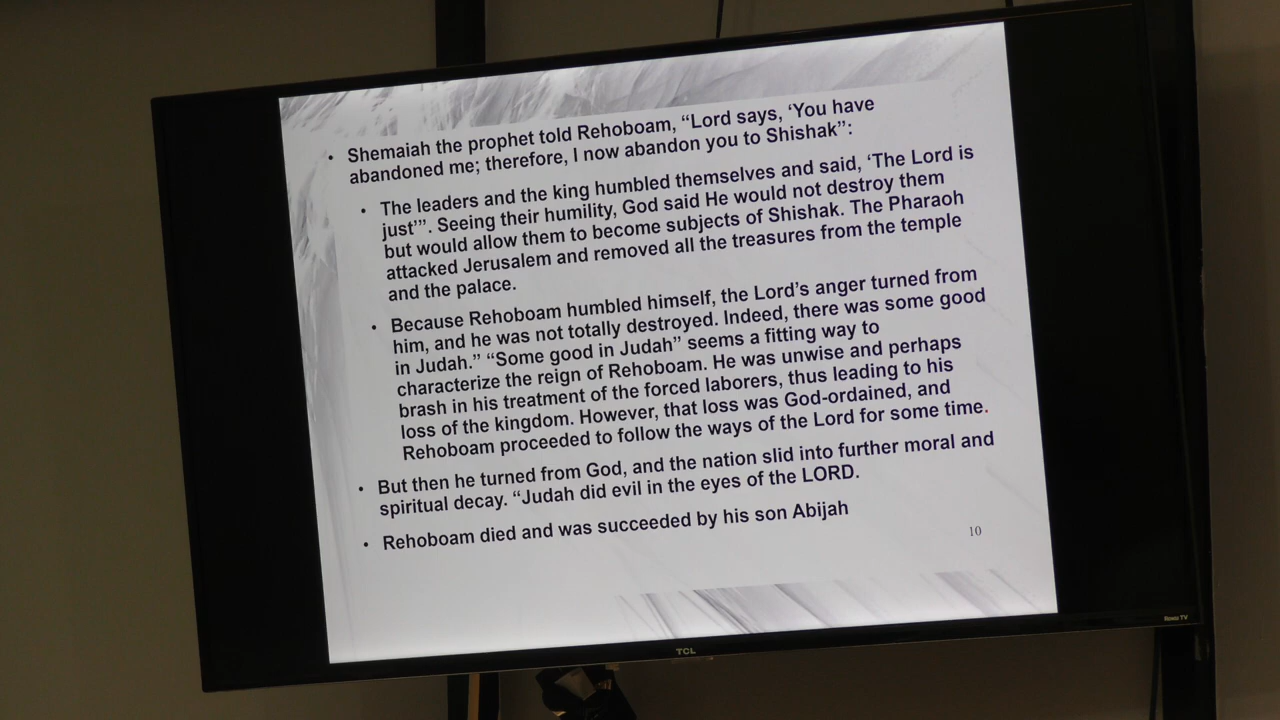 • Shemaiah the prophet told Rehoboam, “Lord says, ‘You have
abandoned me; therefore, I now abandon you to Shishak”:
• The leaders and the king humbled themselves and said, ‘The Lord is
just’”. Seeing their humility, God said He would not destroy them
but would allow them to become subjects of Shishak. The Pharaoh
attacked Jerusalem and removed all the treasures from the temple
and the palace.
• Because Rehoboam humbled himself, the Lord’s anger turned from
him, and he was not totally destroyed. Indeed, there was some good
in Judah.” “Some good in Judah” seems a fitting way to
characterize the reign of Rehoboam. He was unwise and perhaps
brash in his treatment of the forced laborers, thus leading to his
loss of the kingdom. However, that loss was God-ordained, and
Rehoboam proceeded to follow the ways of the Lord for some time.
• But then he turned from God, and the nation slid into further moral and
spiritual decay. “Judah did evil in the eyes of the LORD.
• Rehoboam died and was succeeded by his son Abijah
10
TCL
Roku TV